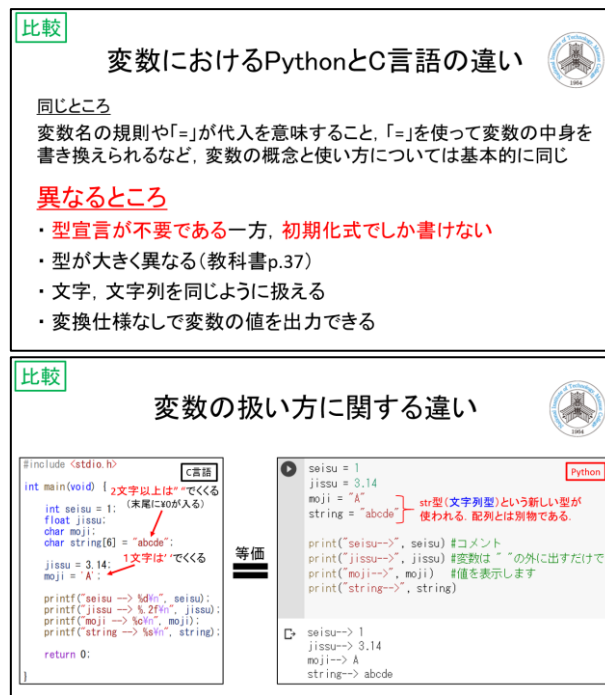 比較
変数におけるPythonとC言語の違い
同じところ
変数名の規則や「=」が代入を意味すること，「=」を使って変数の中身を
書き換えられるなど，変数の概念と使い方については基本的に同じ
異なるところ
・型宣言が不要である一方，初期化式でしか書けない
・型が大きく異なる（教科書p.37）
・文字，文字列を同じように扱える
・変換仕様なしで変数の値を出力できる
1994
比較
変数の扱い方に関する違い
1994
#include <stdio.h>
C言語
int main(void) {
2文字以上は" "でくくる
(末尾に¥0が入る)
int seisu = 1;
float jissu;
char moji;
char string[6] = "abcde";
1文字は' 'でくくる
jissu = 3.14;
moji = 'A';
printf("seisu --> %d¥n", seisu);
printf("jissu --> %.2f¥n", jissu);
printf("moji --> %c¥n", moji);
printf("string --> %s¥n", string);
return 0;
}
等価
Python
seisu = 1
jissu = 3.14
moji = "A"
string = "abcde"
str型（文字列型）という新しい型が
使われる．配列とは別物である．
print("seisu-->", seisu) #コメント
print("jissu-->", jissu) #変数は " "の外に出すだけで
print("moji-->", moji) #値を表示します
print("string-->", string)
seisu--> 1
jissu--> 3.14
moji--> A
string--> abcde